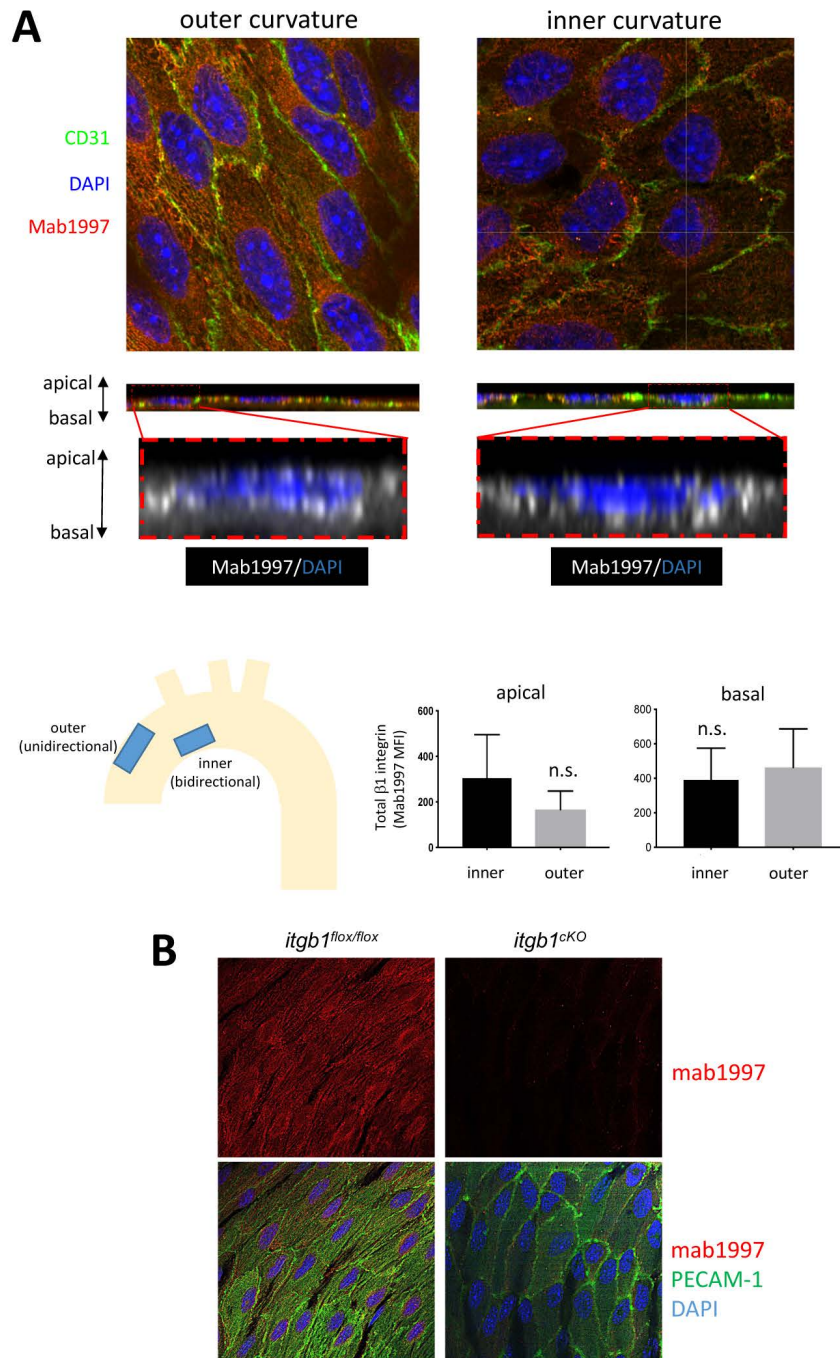 A
outer curvature
inner curvature
CD31
DAPI
Mab1997
apical
basal
apical
basal
Mab1997/DAPI
Mab1997/DAPI
outer
(unidirectional)
inner
(bidirectional)
apical
Total β1 integrin
(Mab1997 MFI)
600
400
200
0
n.s.
inner
outer
basal
800
600
400
200
0
n.s.
inner
outer
B
itgb1flox/flox
itgb1cKO
mab1997
mab1997
PECAM-1
DAPI